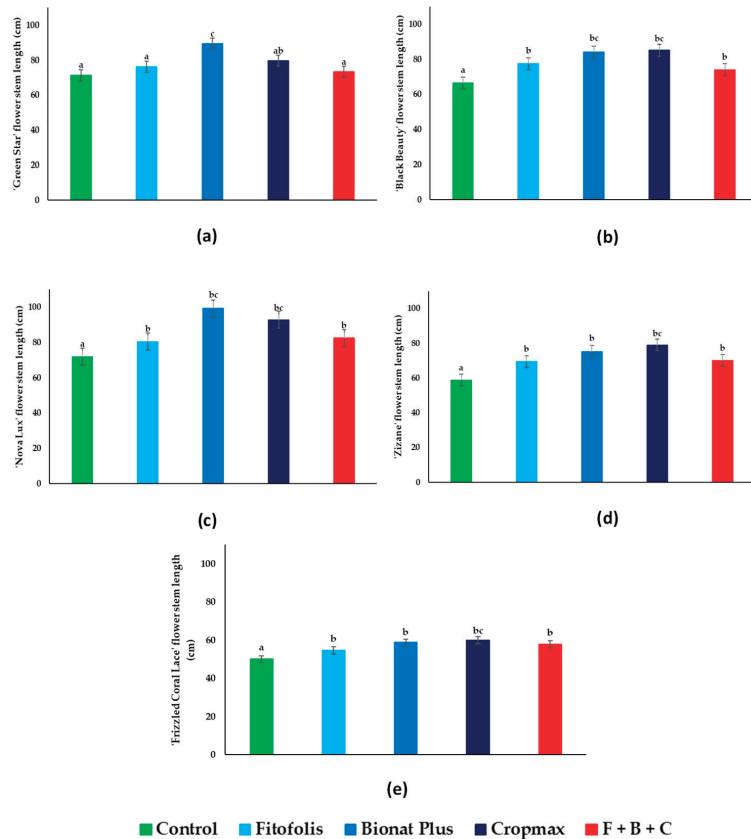 'Green Star' flower stem length (cm)
100
80
60
40
20
0
a
a
c
ab
a
(a)
'Black Beauty' flower stem length (cm)
100
80
60
40
20
0
a
b
bc
bc
b
(b)
'Nova Lux' flower stem length (cm)
100
80
60
40
20
0
a
b
bc
bc
b
(c)
'Zizane' flower stem length (cm)
100
80
60
40
20
0
a
b
b
bc
b
(d)
'Frizzled Coral Lace' flower stem length
(cm)
100
80
60
40
20
0
a
b
b
bc
b
(e)
Control Fitofolis Bionat Plus Cropmax F + B + C